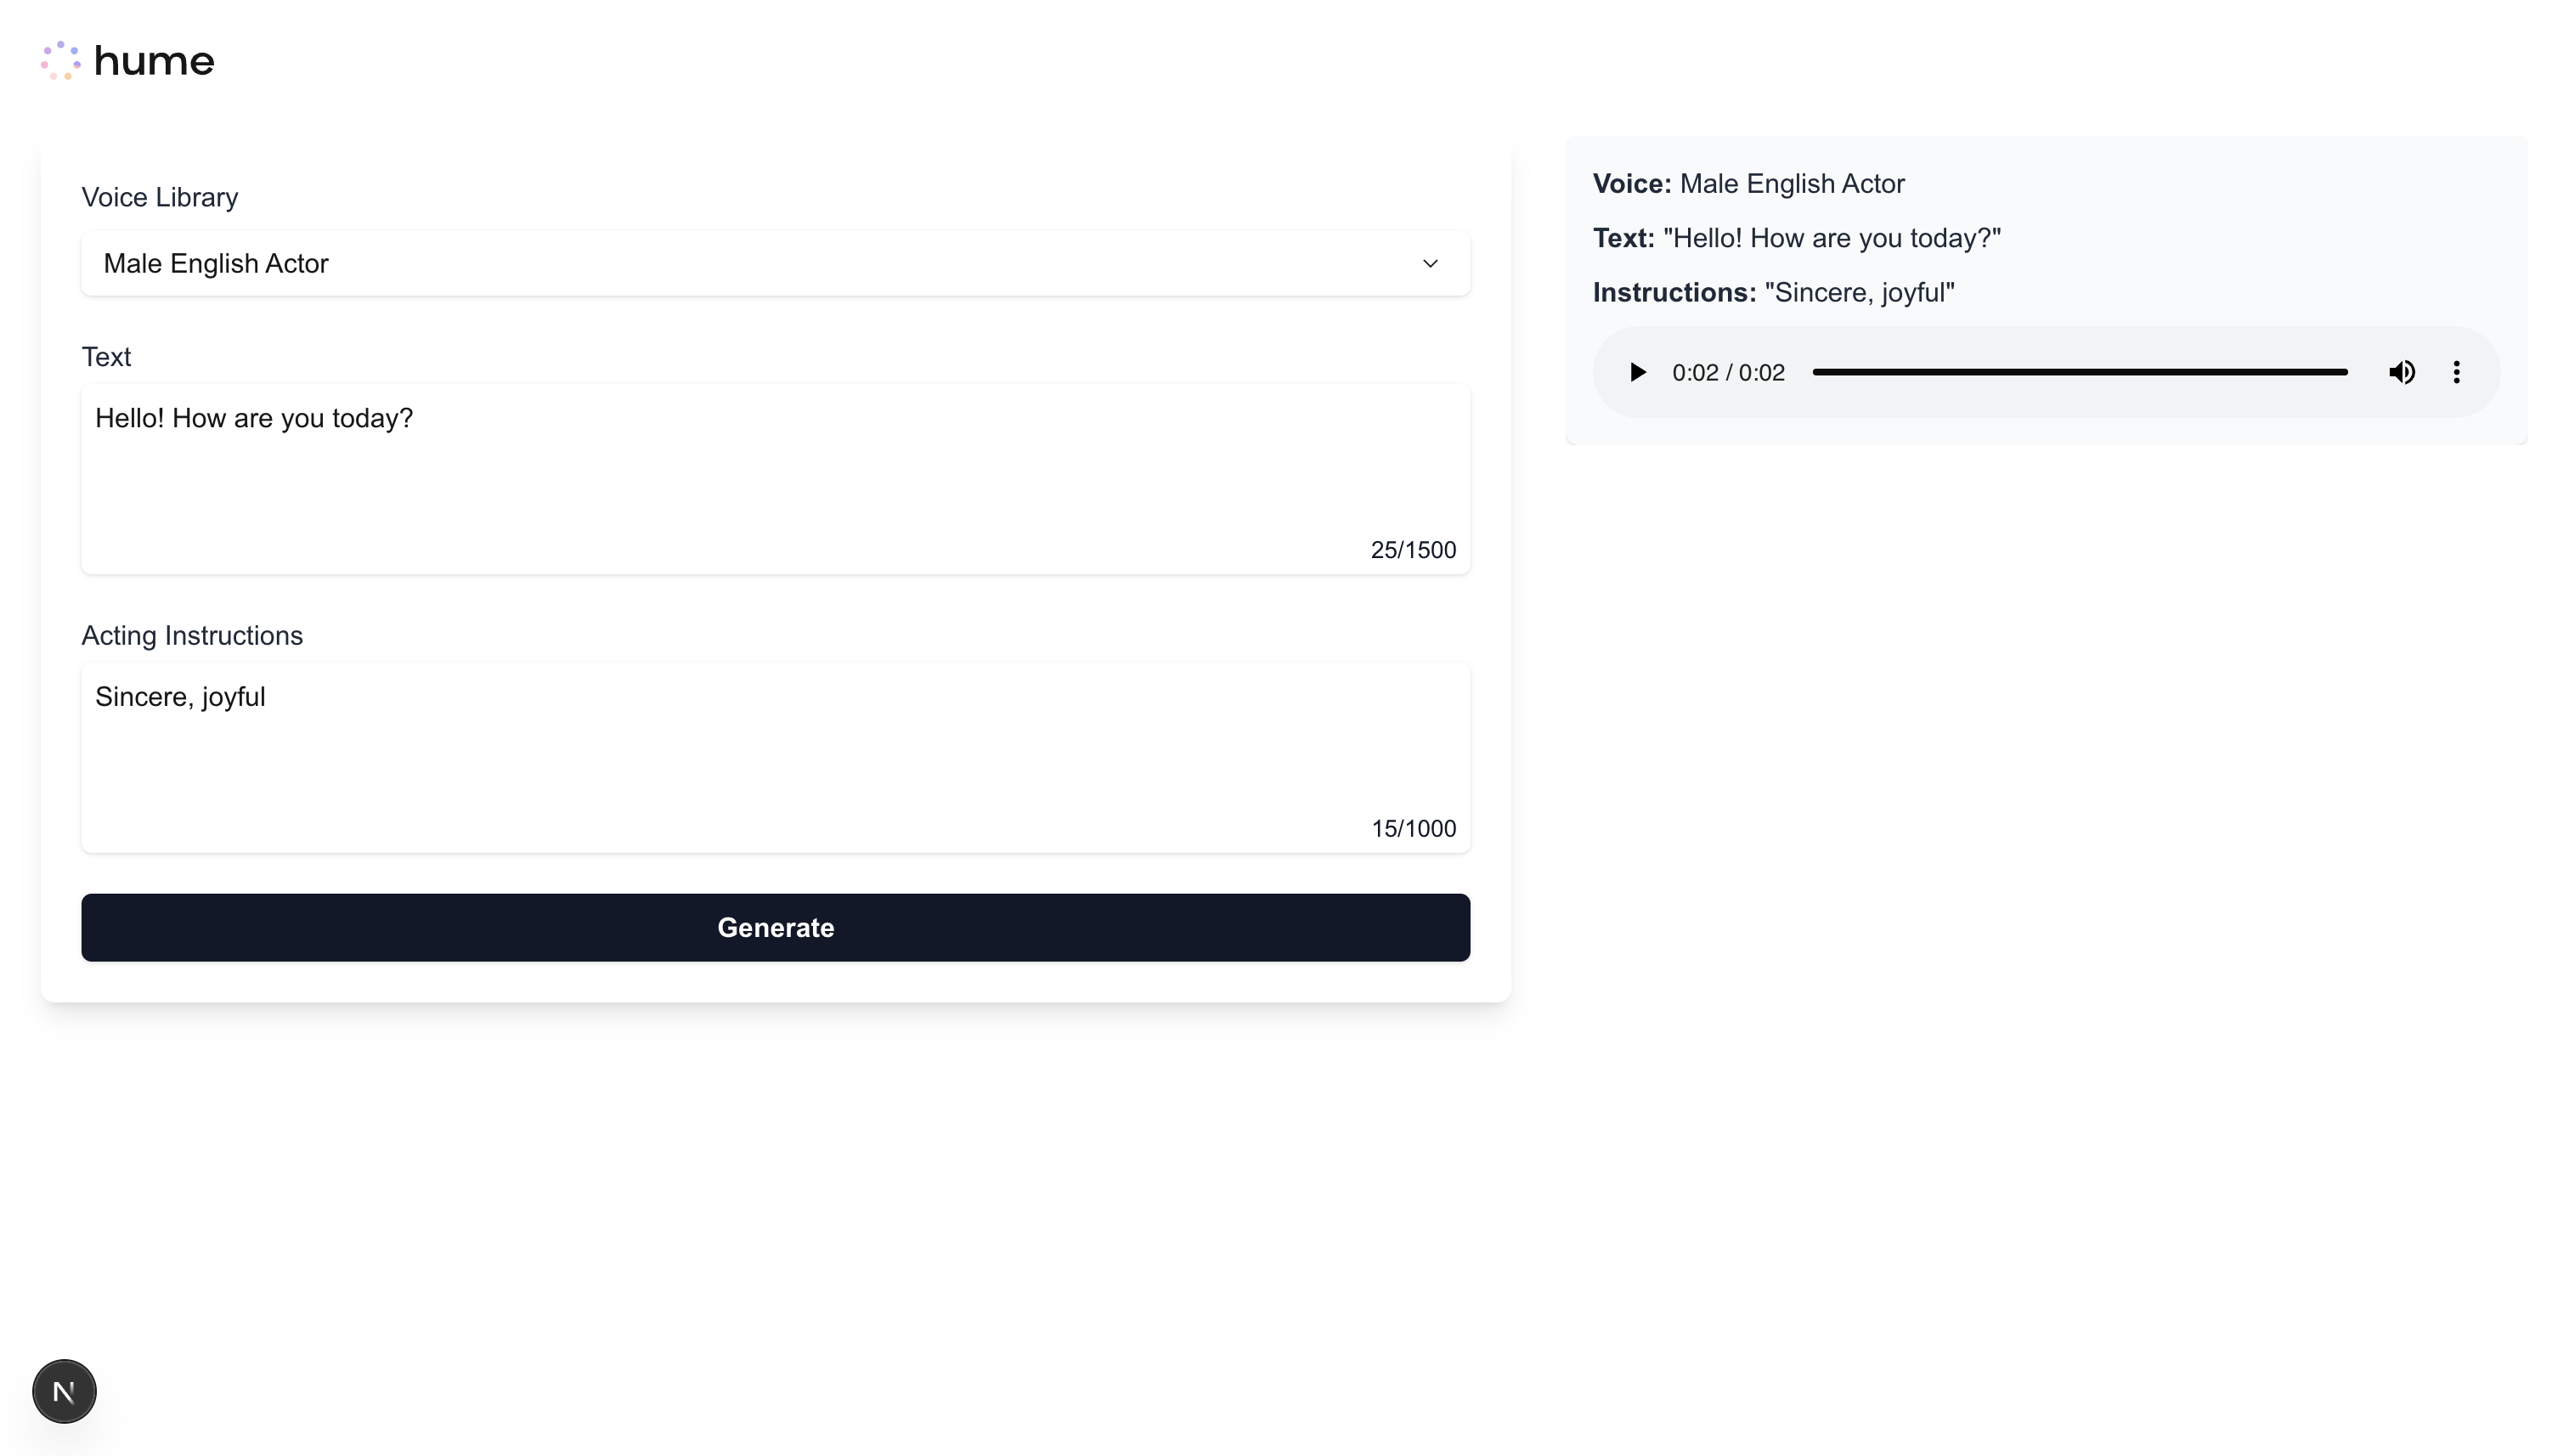 hume
Voice Library
Male English Actor
Text
Hello! How are you today?
25/1500
Acting Instructions
Sincere, joyful
15/1000
Generate
Voice: Male English Actor
Text: "Hello! How are you today?"
Instructions: "Sincere, joyful"
0:02 / 0:02
N